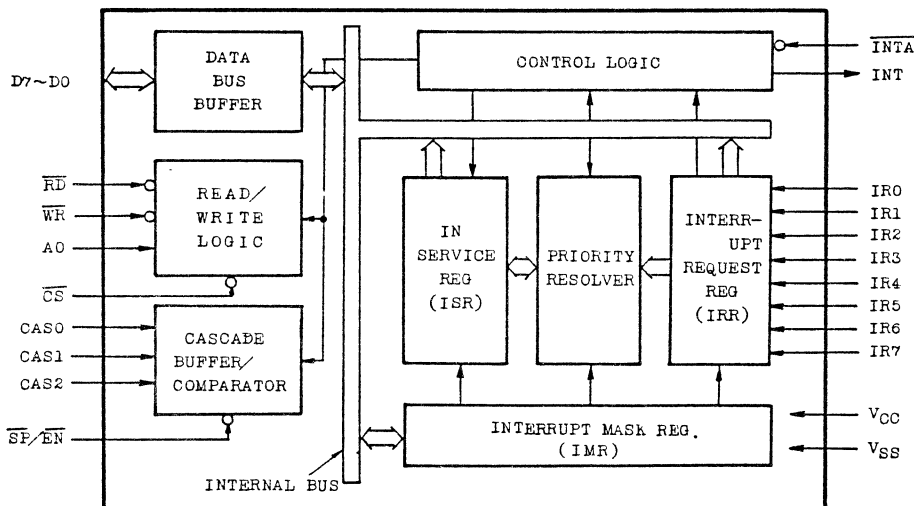 D7~D0
DATA
BUS
BUFFER
CONTROL LOGIC
INTA
INT
RD
WR
A0
CS
READ/
WRITE
LOGIC
CAS0
CAS1
CAS2
SP/EN
CASCADE
BUFFER/
COMPARATOR
IN
SERVICE
REG
(ISR)
PRIORITY
RESOLVER
INTER-
RUPT
REQUEST
REG
(IRR)
IR0
IR1
IR2
IR3
IR4
IR5
IR6
IR7
INTERRUPT MASK REG.
(IMR)
VCC
VSS
INTERNAL BUS